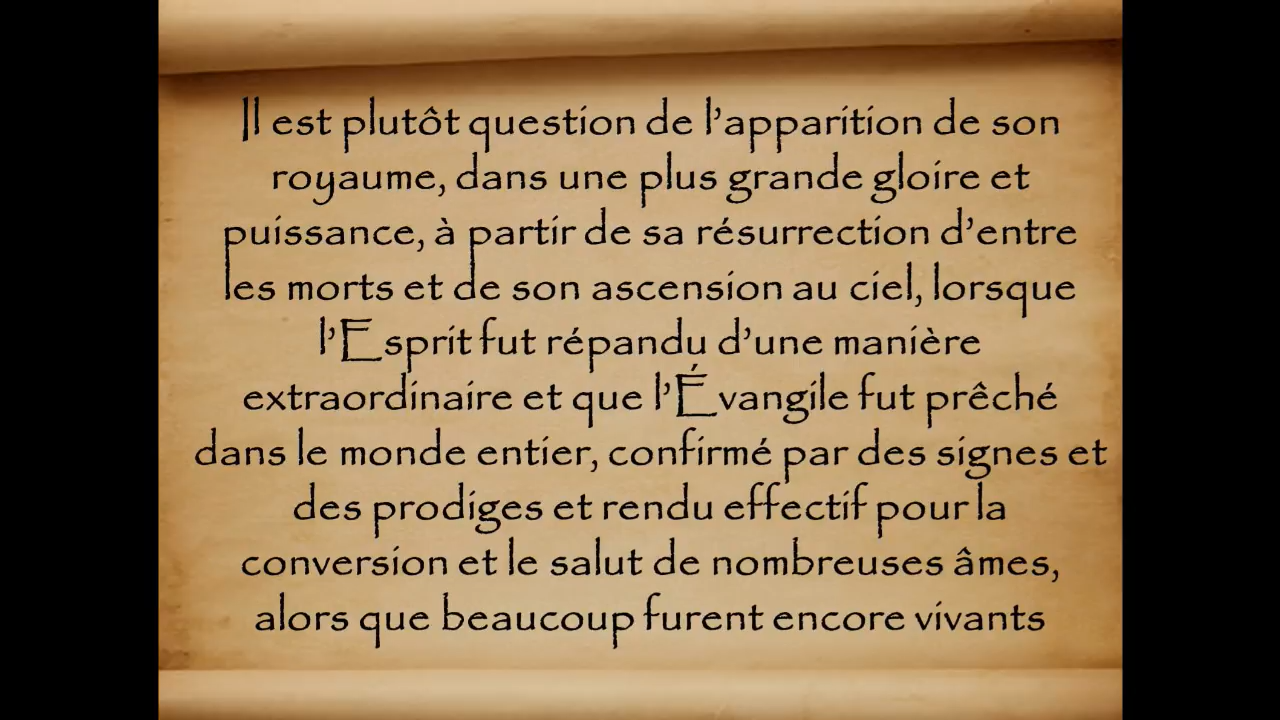 Il est plutôt question de l’apparition de son
royaume, dans une plus grande gloire et
puissance, à partir de sa résurrection d’entre
les morts et de son ascension au ciel, lorsque
l’Esprit fut répandu d’une manière
extraordinaire et que l’Évangile fut prêché
dans le monde entier, confirmé par des signes et
des prodiges et rendu effectif pour la
conversion et le salut de nombreuses âmes,
alors que beaucoup furent encore vivants